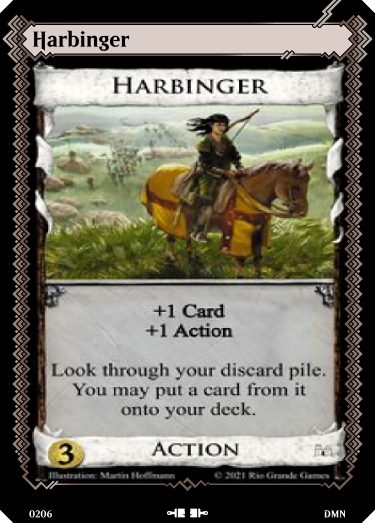 Harbinger
HARBINGER
+1 Card
+1 Action
Look through your discard pile.
You may put a card from it
onto your deck.
3
ACTION
Illustration: Martin Hoffmann
© 2021 Rio Grande Games
0206
DMN